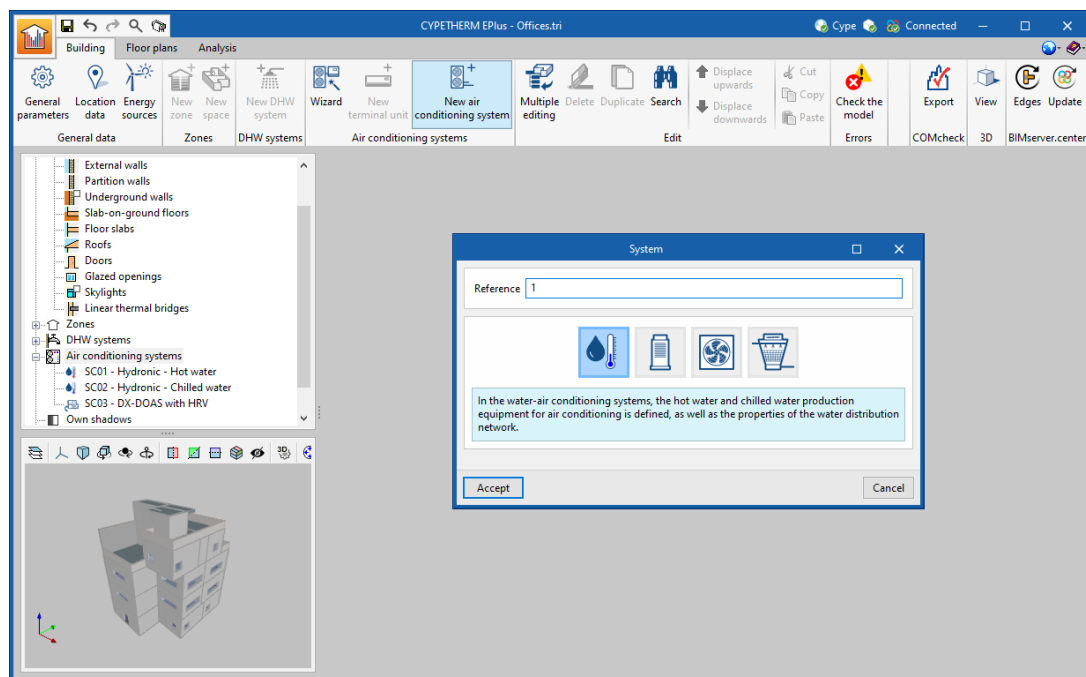 CYPETHERM EPlus - Offices.tri
Cype
Connected
Building Floor plans Analysis
General parameters
Location data
Energy sources
New zone
New space
New DHW system
Wizard
New terminal unit
New air conditioning system
Multiple editing
Delete
Duplicate
Search
Displace upwards
Displace downwards
Cut
Copy
Paste
Check the model
Export
View
Edges
Update
General data
Zones
DHW systems
Air conditioning systems
Edit
Errors
COMcheck
3D
BIMserver.center
External walls
Partition walls
Underground walls
Slab-on-ground floors
Floor slabs
Roofs
Doors
Glazed openings
Skylights
Linear thermal bridges
Zones
DHW systems
Air conditioning systems
SC01 - Hydronic - Hot water
SC02 - Hydronic - Chilled water
SC03 - DX-DOAS with HRV
Own shadows
3D
System
Reference 1
In the water-air conditioning systems, the hot water and chilled water production
equipment for air conditioning is defined, as well as the properties of the water distribution
network.
Accept
Cancel